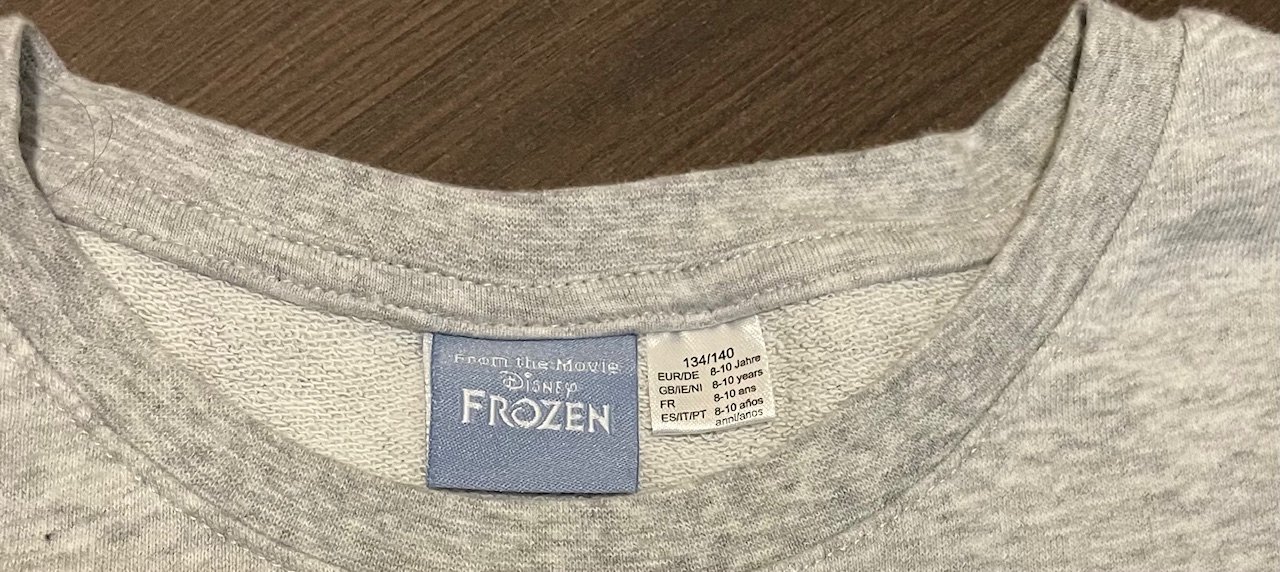 From the Movie
Disney
FROZEN
134/140
EUR/DE 8-10 Jahre
GB/IE/NI 8-10 years
FR 8-10 ans
ES/IT/PT 8-10 años
anni/anos